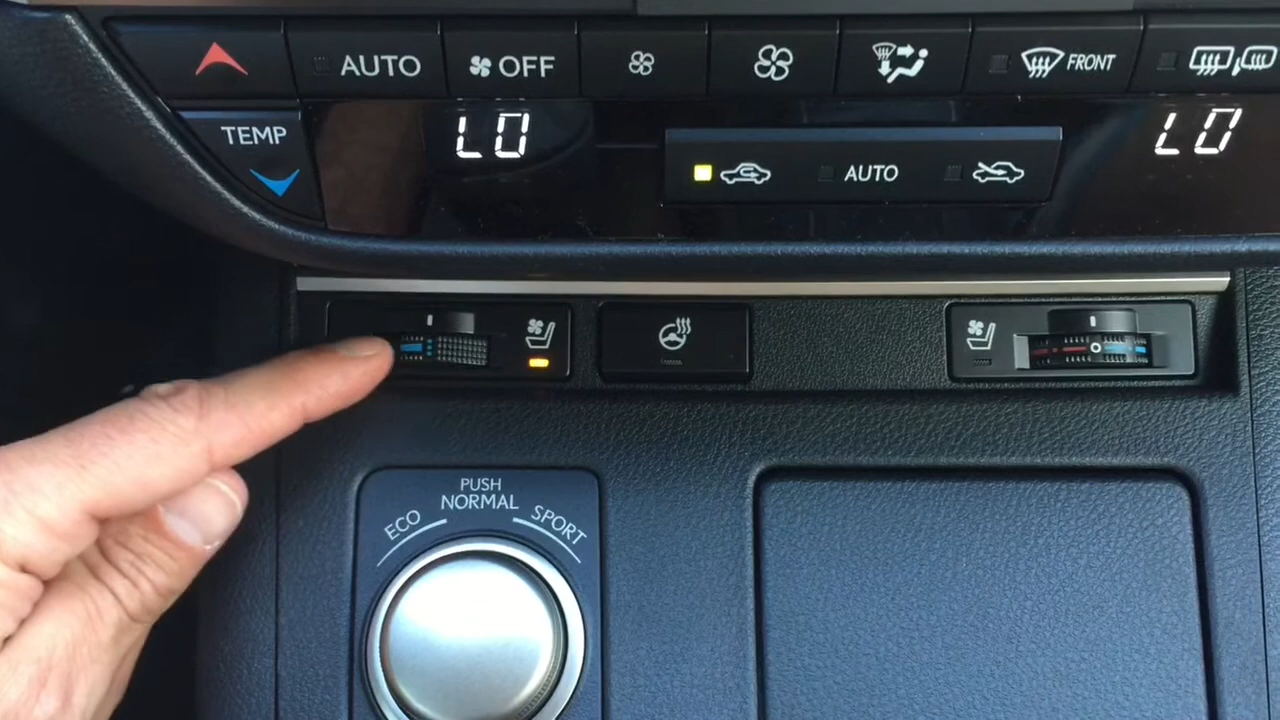 AUTO
OFF
FRONT
TEMP
LO
AUTO
LO
PUSH
NORMAL
ECO
SPORT